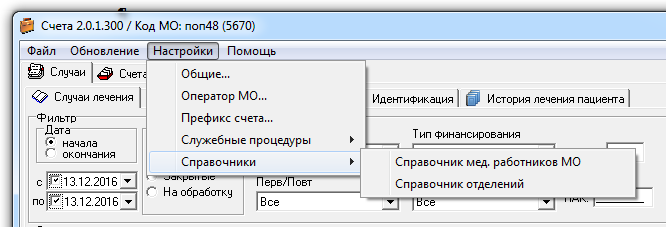 Счета 2.0.1.300 / Код МО: поп48 (5670)
Файл Обновление Настройки Помощь
Случаи Счета
Общие...
Оператор МО...
Префикс счета...
Служебные процедуры
Справочники
Справочник мед. работников МО
Справочник отделений
Случаи лечения Идентификация История лечения пациента
Фильтр
Дата
начала
окончания
Тип финансирования
с 13.12.2016
по 13.12.2016
Закрытые
На обработку
Перв/Повт
Все Все